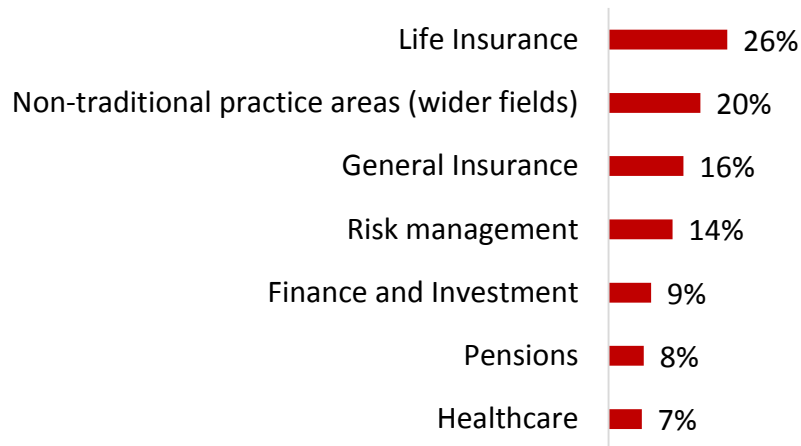 Life Insurance 26%
Non-traditional practice areas (wider fields) 20%
General Insurance 16%
Risk management 14%
Finance and Investment 9%
Pensions 8%
Healthcare 7%